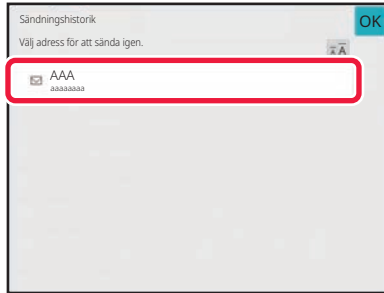 Sändningshistorik
OK
Välj adress för att sända igen.
A A
AAA
aaaaaaaa